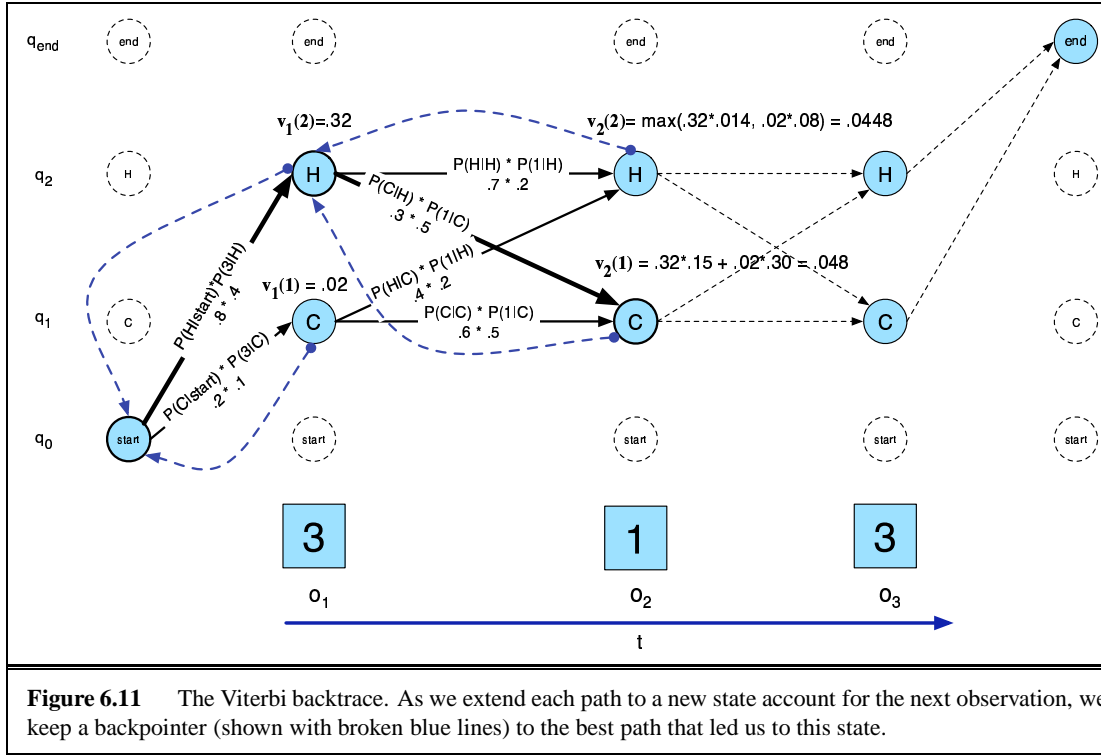 q_end end end end end end
v₁(2)=.32 v₂(2)= max(.32*.014, .02*.08) = .0448
q₂ H H H H H
P(H|H) * P(1|H)
.7 * .2
P(C|H) * P(1|C)
.3 * .5
P(H|start)*P(3|H)
.8 * .4
v₁(1) = .02 v₂(1) = .32*.15 + .02*.30 = .048
P(H|C) * P(1|H)
.4 * .2
q₁ C C C C C
P(C|C) * P(1|C)
.6 * .5
P(C|start) * P(3|C)
.2 * .1
q₀ start start start start start
3 1 3
o₁ o₂ o₃
t
Figure 6.11 The Viterbi backtrace. As we extend each path to a new state account for the next observation, we
keep a backpointer (shown with broken blue lines) to the best path that led us to this state.